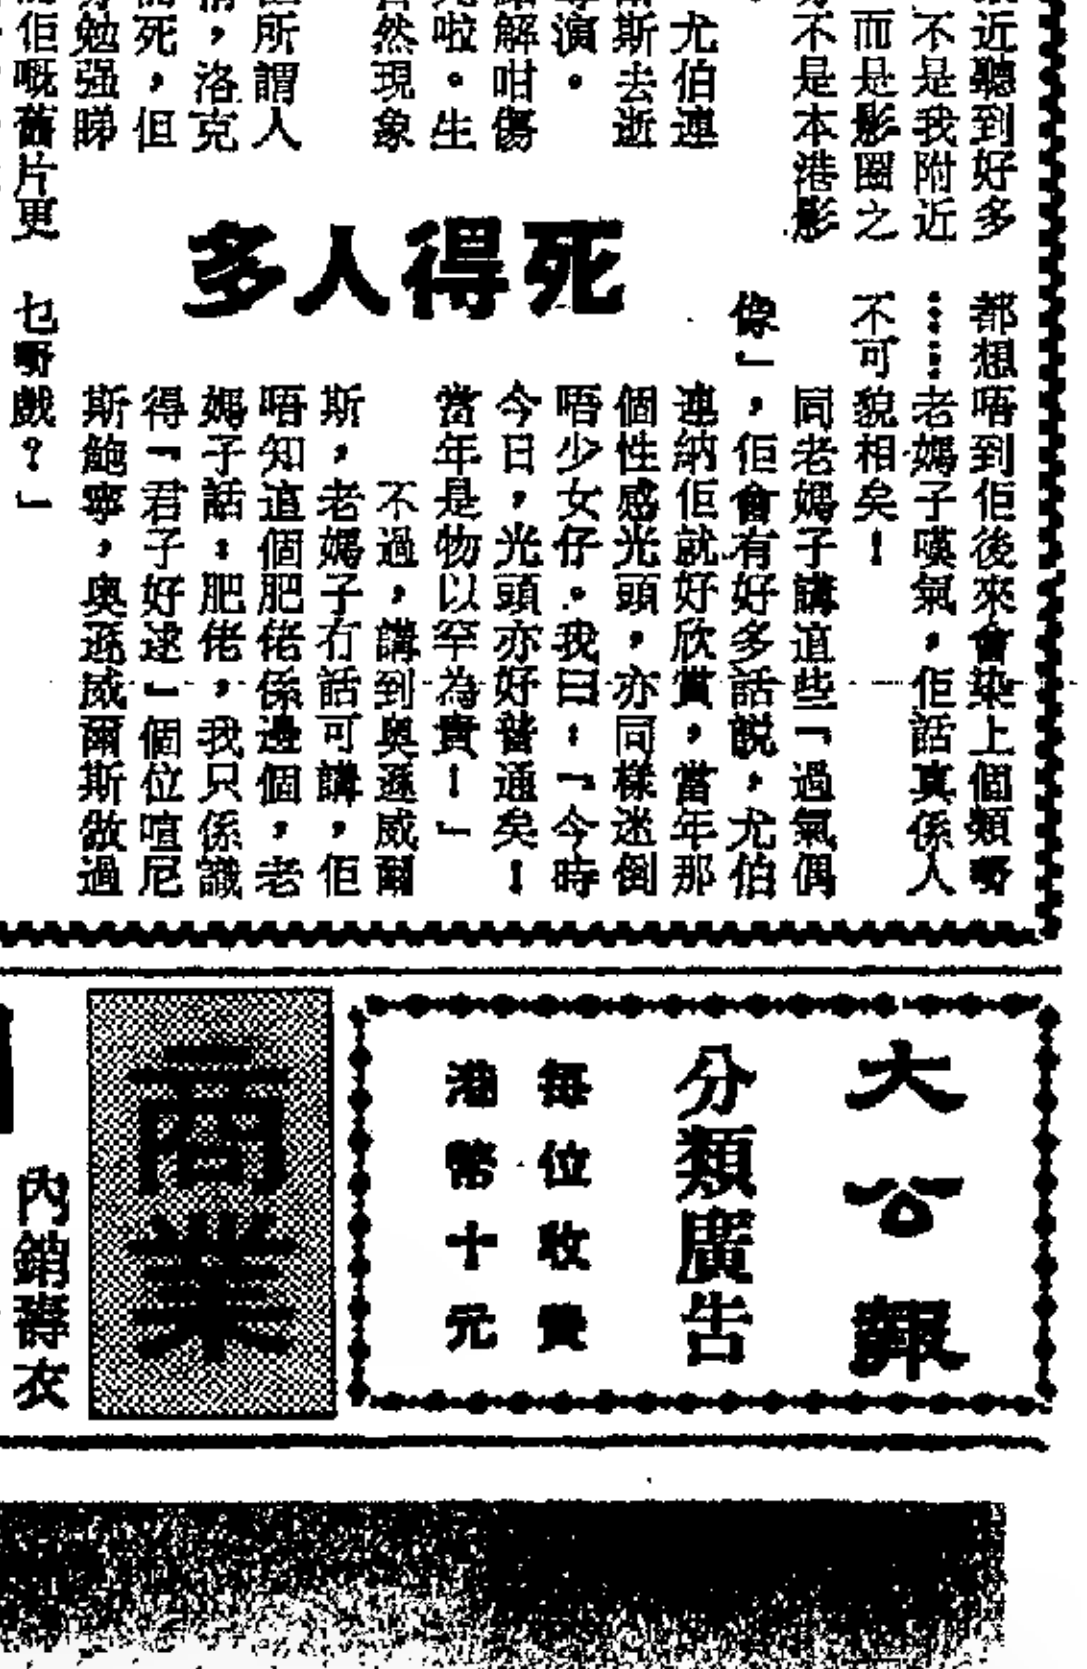 近聽到好多
不是我附近
而是影圈之
不是本港影
尤伯連
斯去逝
演。
解咁傷
啦。生
然現象
所謂人
，洛克
死，但
勉强睇
佢嘅舊片更
死得人多
都想唔到佢後來會染上個類嘢
……老媽子嘆氣，佢話真係人
不可貌相矣！
同老媽子講這些「過氣偶
像」，佢會有好多話説，尤伯
連納佢就好欣賞，當年那
個性感光頭，亦同樣迷倒
唔少女仔。我曰：「今時
今日，光頭亦好普通矣！
當年是物以罕為貴！」
不過，講到奧遜威爾
斯，老媽子冇話可講，佢
唔知這個肥佬係邊個，老
媽子話：肥佬，我只係識
得「君子好逑」個位喧尼
斯鮑寧，奧遜威爾斯做過
乜嘢戲？」
大公報
分類廣告
每位收費
港幣十元
商業
內銷壽衣